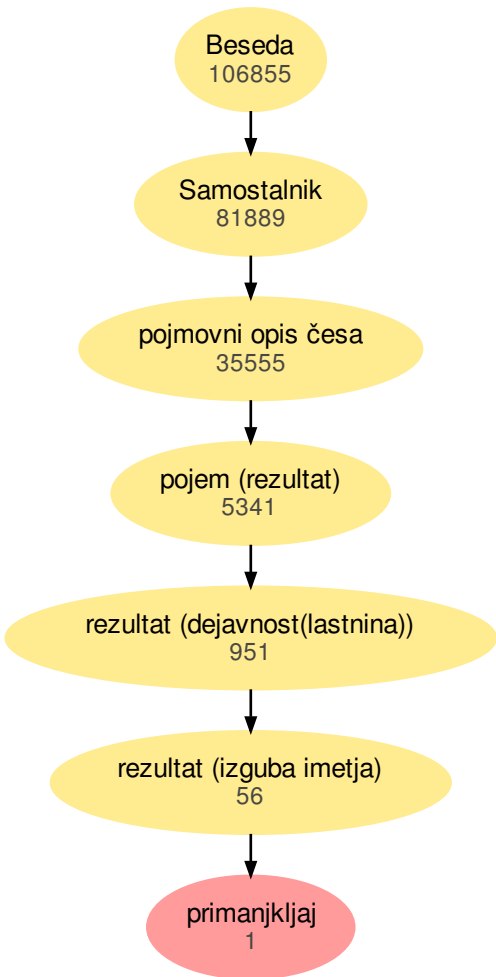 Beseda
106855
Samostalnik
81889
pojmovni opis česa
35555
pojem (rezultat)
5341
rezultat (dejavnost(lastnina))
951
rezultat (izguba imetja)
56
primanjkljaj
1